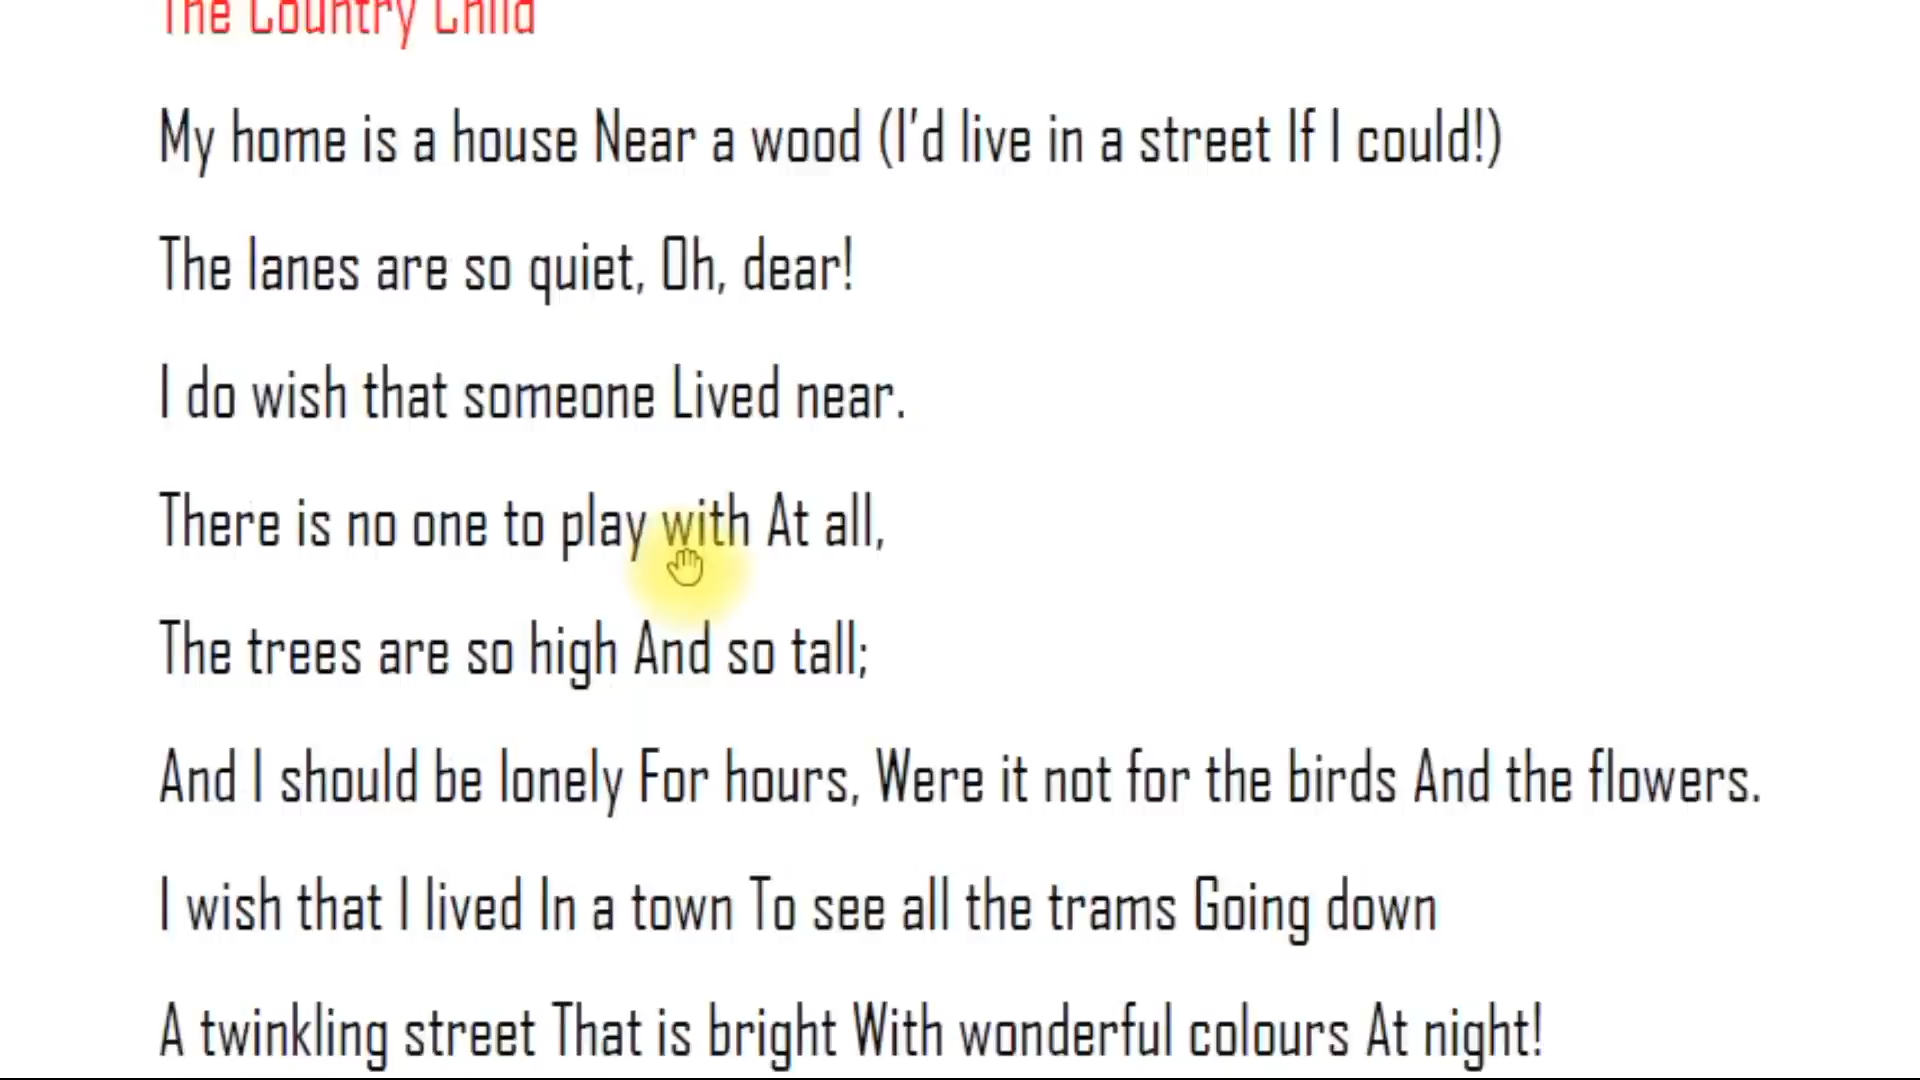 The Country Child
My home is a house Near a wood (I'd live in a street If I could!)
The lanes are so quiet, Oh, dear!
I do wish that someone Lived near.
There is no one to play with At all,
The trees are so high And so tall;
And I should be lonely For hours, Were it not for the birds And the flowers.
I wish that I lived In a town To see all the trams Going down
A twinkling street That is bright With wonderful colours At night!